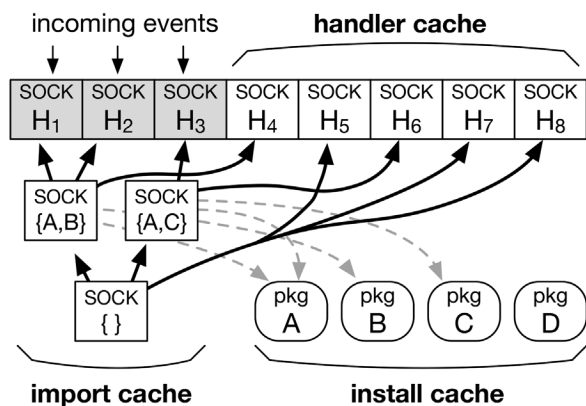 incoming events
handler cache
SOCK SOCK SOCK SOCK SOCK SOCK SOCK SOCK
H1 H2 H3 H4 H5 H6 H7 H8
SOCK SOCK
{A,B} {A,C}
SOCK
{ }
pkg pkg pkg pkg
A B C D
import cache
install cache